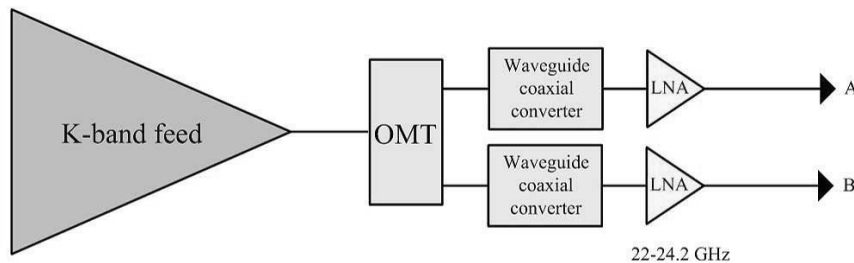 K-band feed
OMT
Waveguide
coaxial
converter
LNA
A
Waveguide
coaxial
converter
LNA
B
22-24.2 GHz